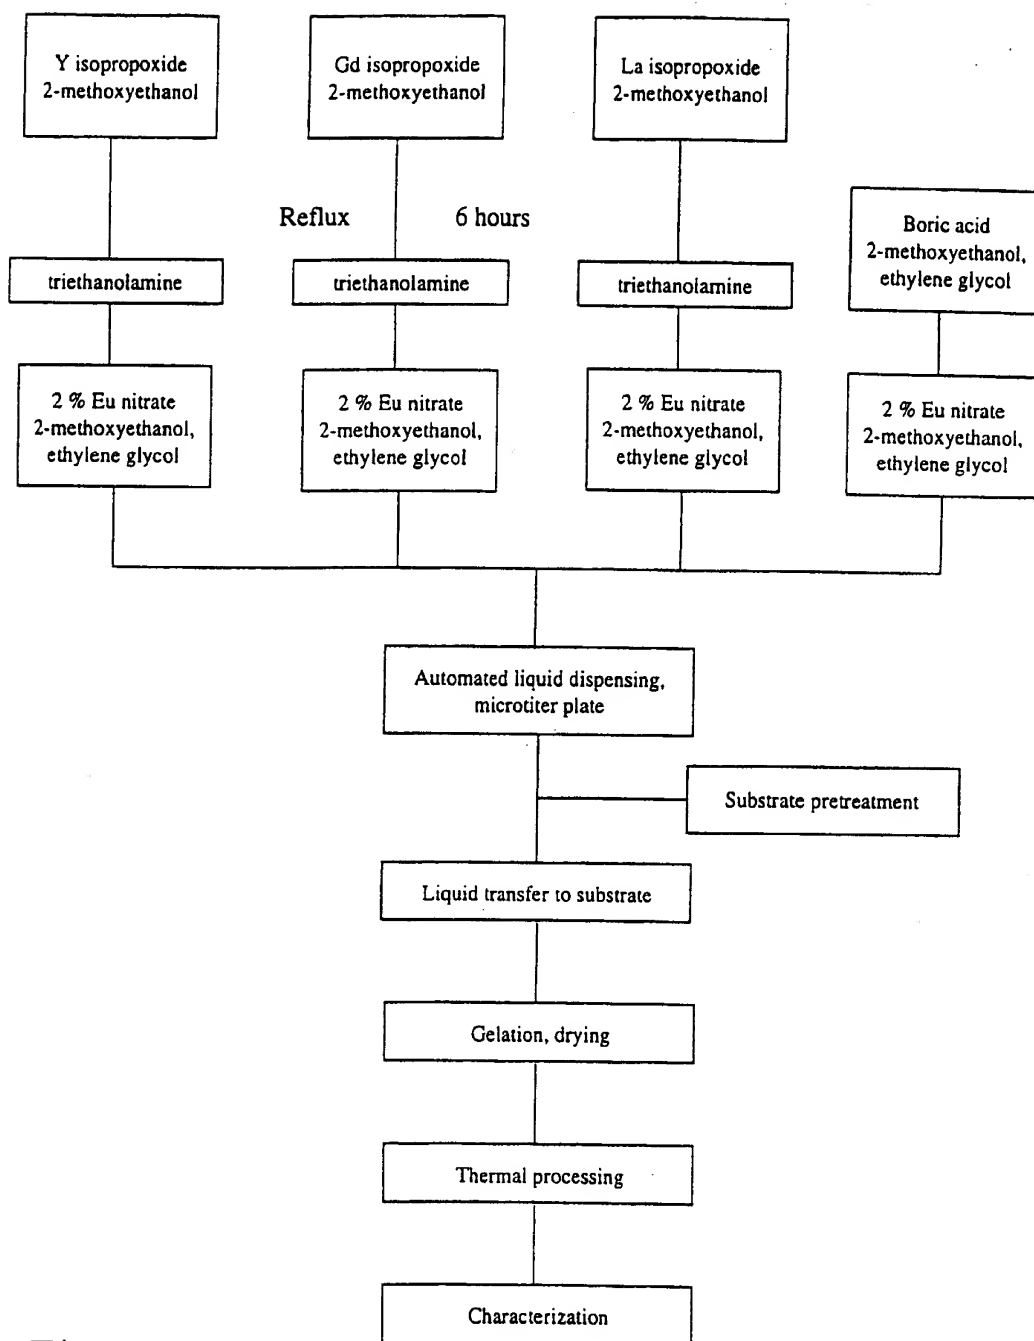 Y isopropoxide
2-methoxyethanol
Gd isopropoxide
2-methoxyethanol
La isopropoxide
2-methoxyethanol
Reflux 6 hours
Boric acid
2-methoxyethanol,
ethylene glycol
triethanolamine
triethanolamine
triethanolamine
2 % Eu nitrate
2-methoxyethanol,
ethylene glycol
2 % Eu nitrate
2-methoxyethanol,
ethylene glycol
2 % Eu nitrate
2-methoxyethanol,
ethylene glycol
2 % Eu nitrate
2-methoxyethanol,
ethylene glycol
Automated liquid dispensing,
microtiter plate
Substrate pretreatment
Liquid transfer to substrate
Gelation, drying
Thermal processing
Characterization